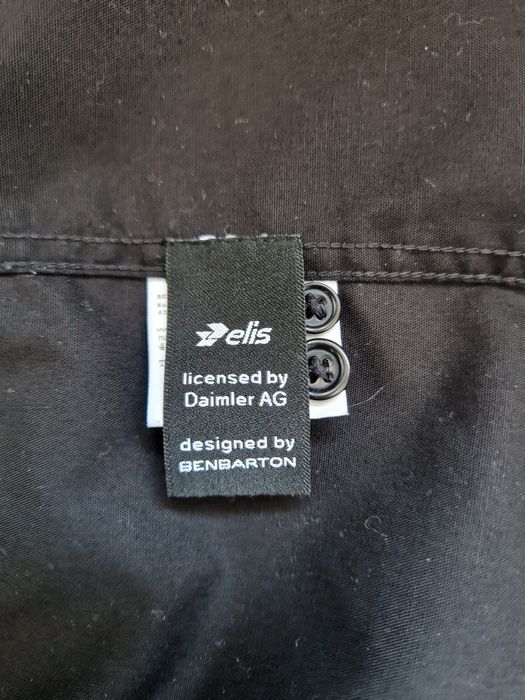 elis
licensed by
Daimler AG
designed by
BENBARTON